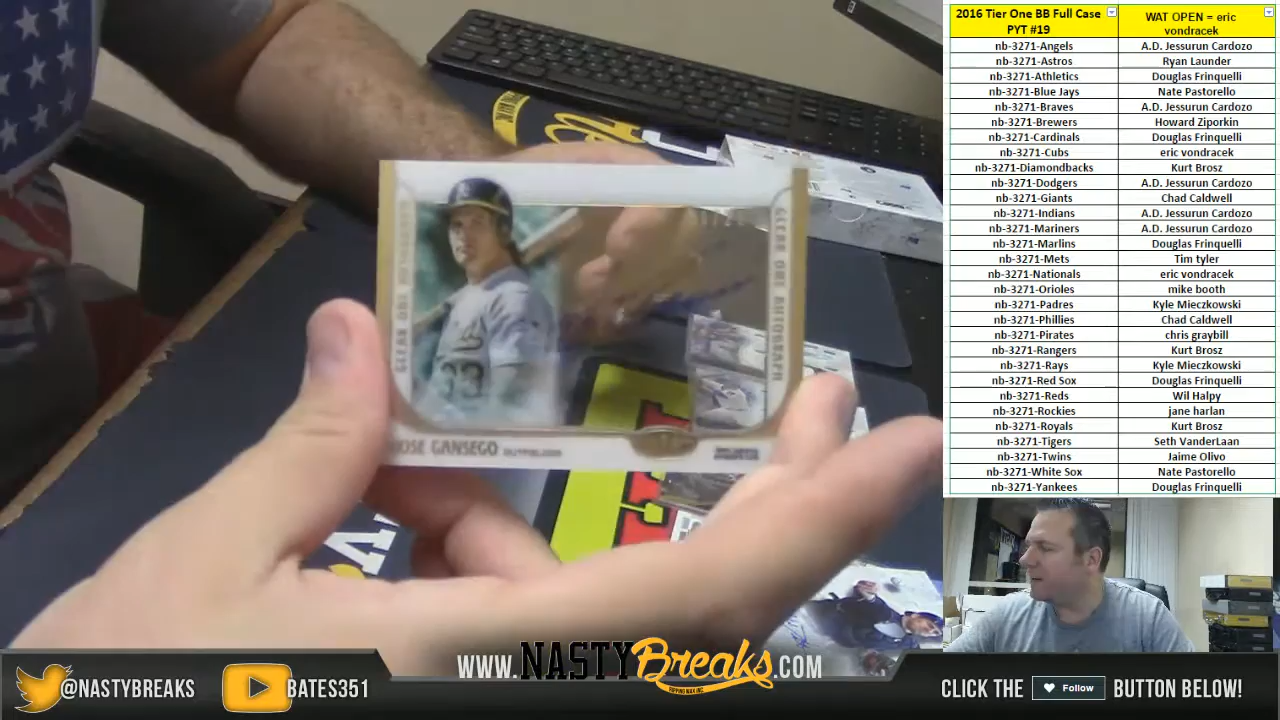 2016 Tier One BB Full Case PYT #19 WAT OPEN = eric vondracek
nb-3271-Angels A.D. Jessurun Cardozo
nb-3271-Astros Ryan Launder
nb-3271-Athletics Douglas Frinquelli
nb-3271-Blue Jays Nate Pastorello
nb-3271-Braves A.D. Jessurun Cardozo
nb-3271-Brewers Howard Ziporkin
nb-3271-Cardinals Douglas Frinquelli
nb-3271-Cubs eric vondracek
nb-3271-Diamondbacks Kurt Brosz
nb-3271-Dodgers A.D. Jessurun Cardozo
nb-3271-Giants Chad Caldwell
nb-3271-Indians A.D. Jessurun Cardozo
nb-3271-Mariners A.D. Jessurun Cardozo
nb-3271-Marlins Douglas Frinquelli
nb-3271-Mets Tim tyler
nb-3271-Nationals eric vondracek
nb-3271-Orioles mike booth
nb-3271-Padres Kyle Mieczkowski
nb-3271-Phillies Chad Caldwell
nb-3271-Pirates chris graybill
nb-3271-Rangers Kurt Brosz
nb-3271-Rays Kyle Mieczkowski
nb-3271-Red Sox Douglas Frinquelli
nb-3271-Reds Wil Halpy
nb-3271-Rockies jane harlan
nb-3271-Royals Kurt Brosz
nb-3271-Tigers Seth VanderLaan
nb-3271-Twins Jaime Olivo
nb-3271-White Sox Nate Pastorello
nb-3271-Yankees Douglas Frinquelli
CLEAR ONE AUTOGRAPH
33
JOSE CANSECO OUTFIELDER
@NASTYBREAKS
BATES351
WWW.NASTYBreaks.COM
RIPPING WAX INC.
CLICK THE Follow BUTTON BELOW!